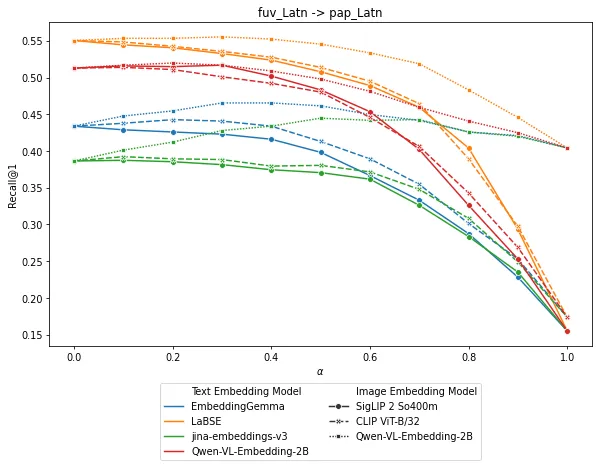 fuv_Latn -> pap_Latn
Recall@1
0.55
0.50
0.45
0.40
0.35
0.30
0.25
0.20
0.15
0.0 0.2 0.4 0.6 0.8 1.0
α
Text Embedding Model Image Embedding Model
EmbeddingGemma SigLIP 2 So400m
LaBSE CLIP ViT-B/32
jina-embeddings-v3 Qwen-VL-Embedding-2B
Qwen-VL-Embedding-2B